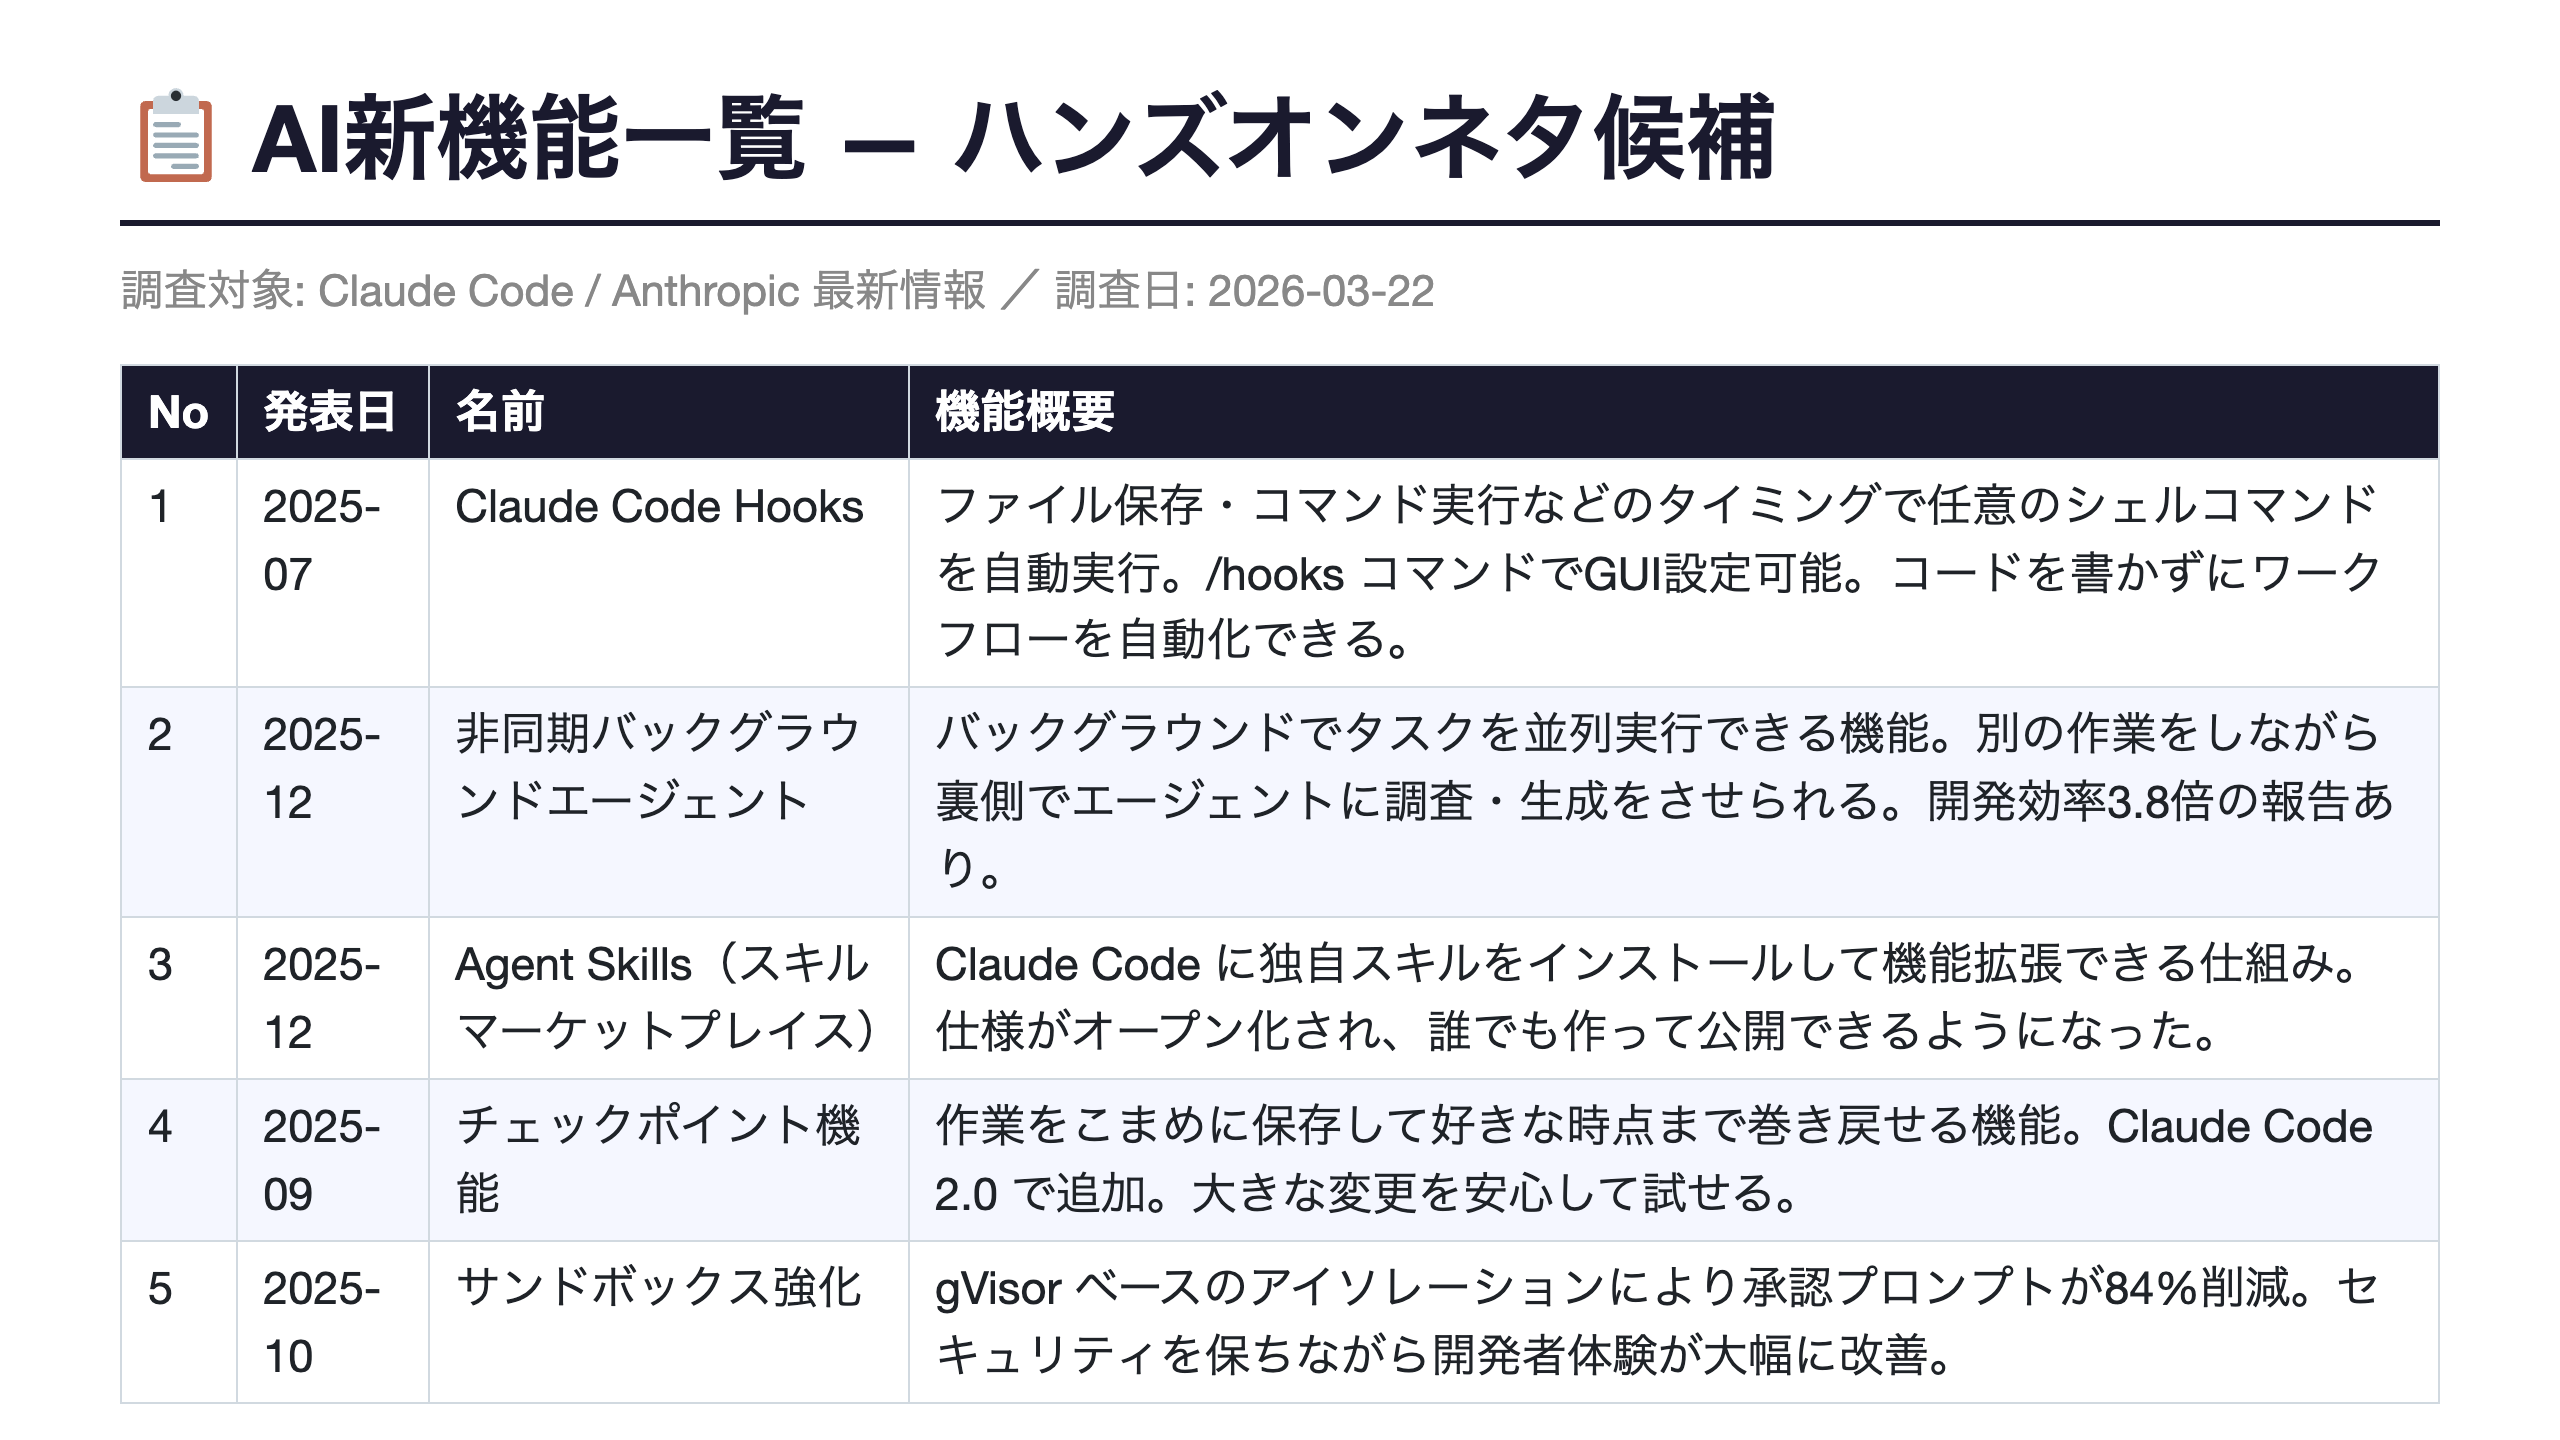 AI新機能一覧 – ハンズオンネタ候補
調査対象: Claude Code / Anthropic 最新情報 ／ 調査日: 2026-03-22
No 発表日 名前 機能概要
1 2025-07 Claude Code Hooks ファイル保存・コマンド実行などのタイミングで任意のシェルコマンド
を自動実行。/hooks コマンドでGUI設定可能。コードを書かずにワーク
フローを自動化できる。
2 2025-12 非同期バックグラウ
ンドエージェント
バックグラウンドでタスクを並列実行できる機能。別の作業をしながら
裏側でエージェントに調査・生成をさせられる。開発効率3.8倍の報告あ
り。
3 2025-12 Agent Skills（スキル
マーケットプレイス）
Claude Code に独自スキルをインストールして機能拡張できる仕組み。
仕様がオープン化され、誰でも作って公開できるようになった。
4 2025-09 チェックポイント機
能
作業をこまめに保存して好きな時点まで巻き戻せる機能。Claude Code
2.0 で追加。大きな変更を安心して試せる。
5 2025-10 サンドボックス強化
gVisor ベースのアイソレーションにより承認プロンプトが84%削減。セ
キュリティを保ちながら開発者体験が大幅に改善。